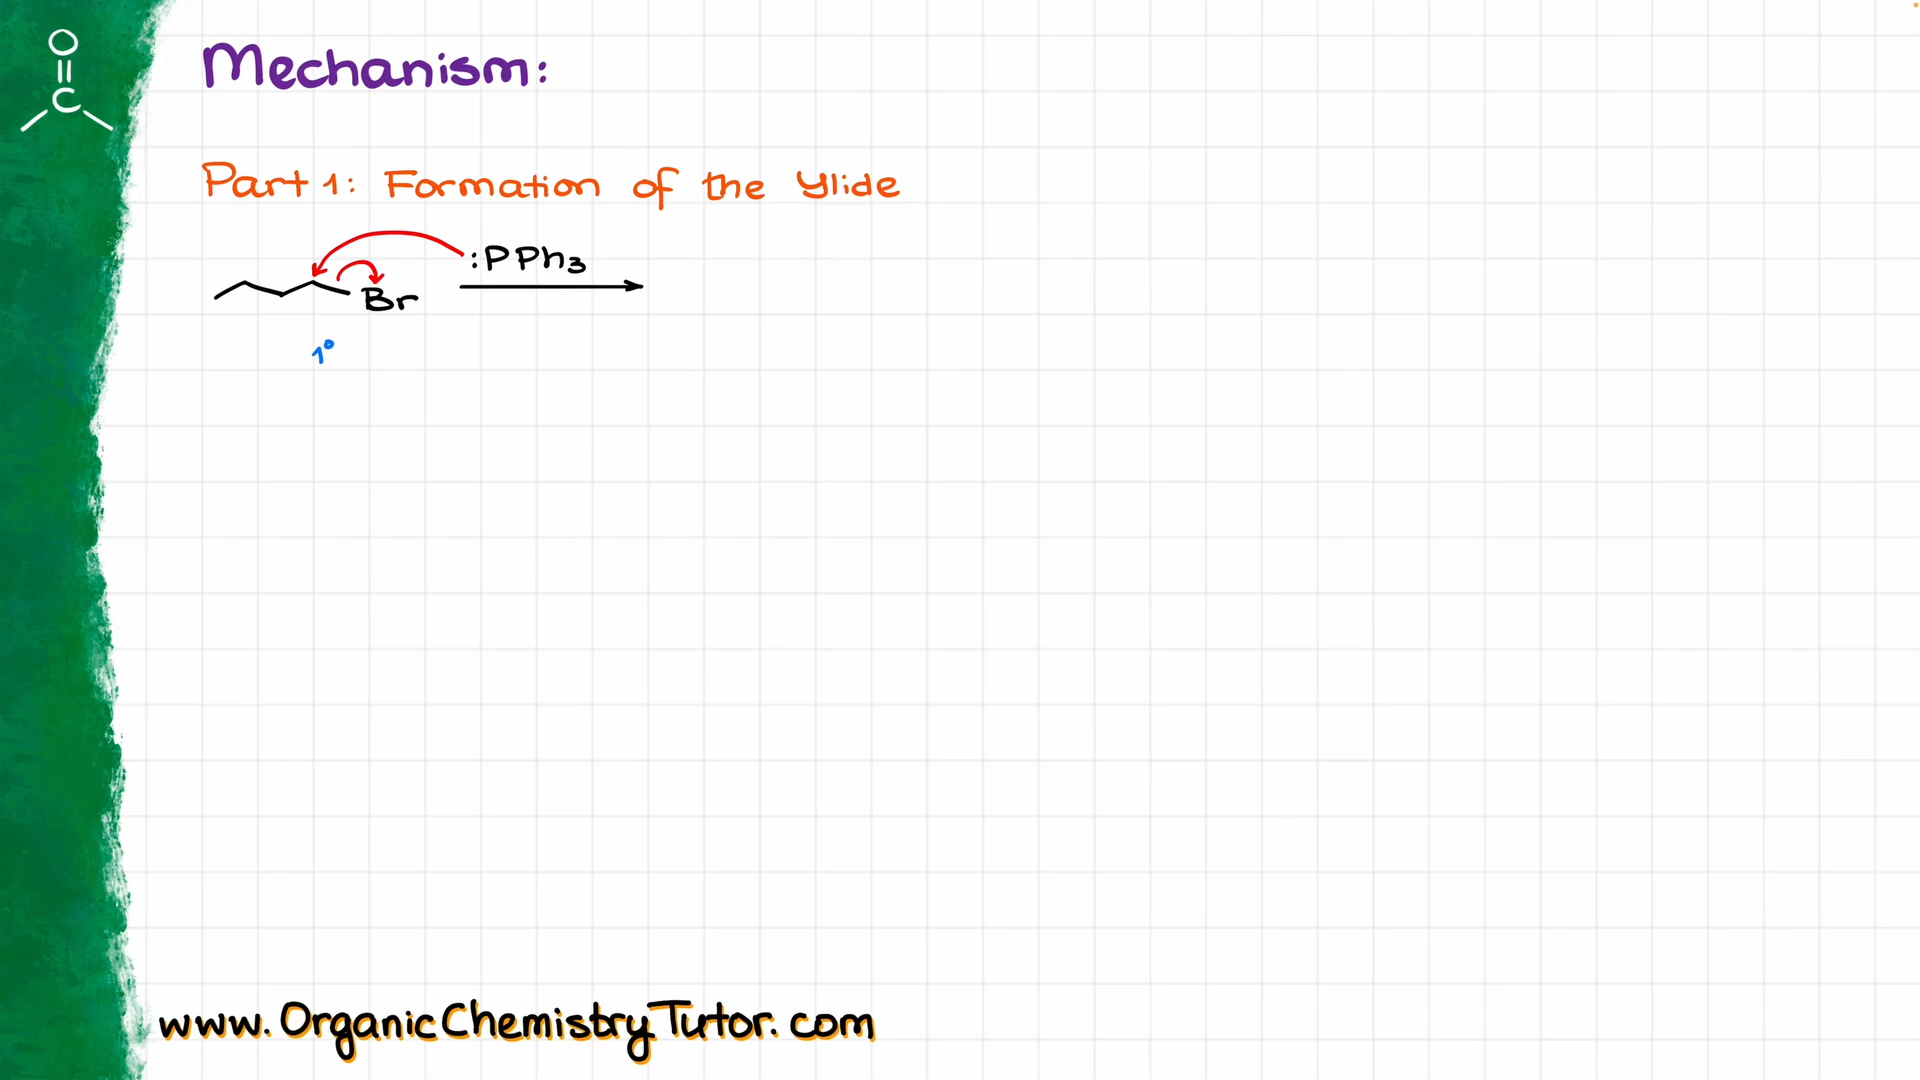 O
C
Mechanism:
Part 1: Formation of the Ylide
:PPh₃
Br
1°
www.OrganicChemistryTutor.com